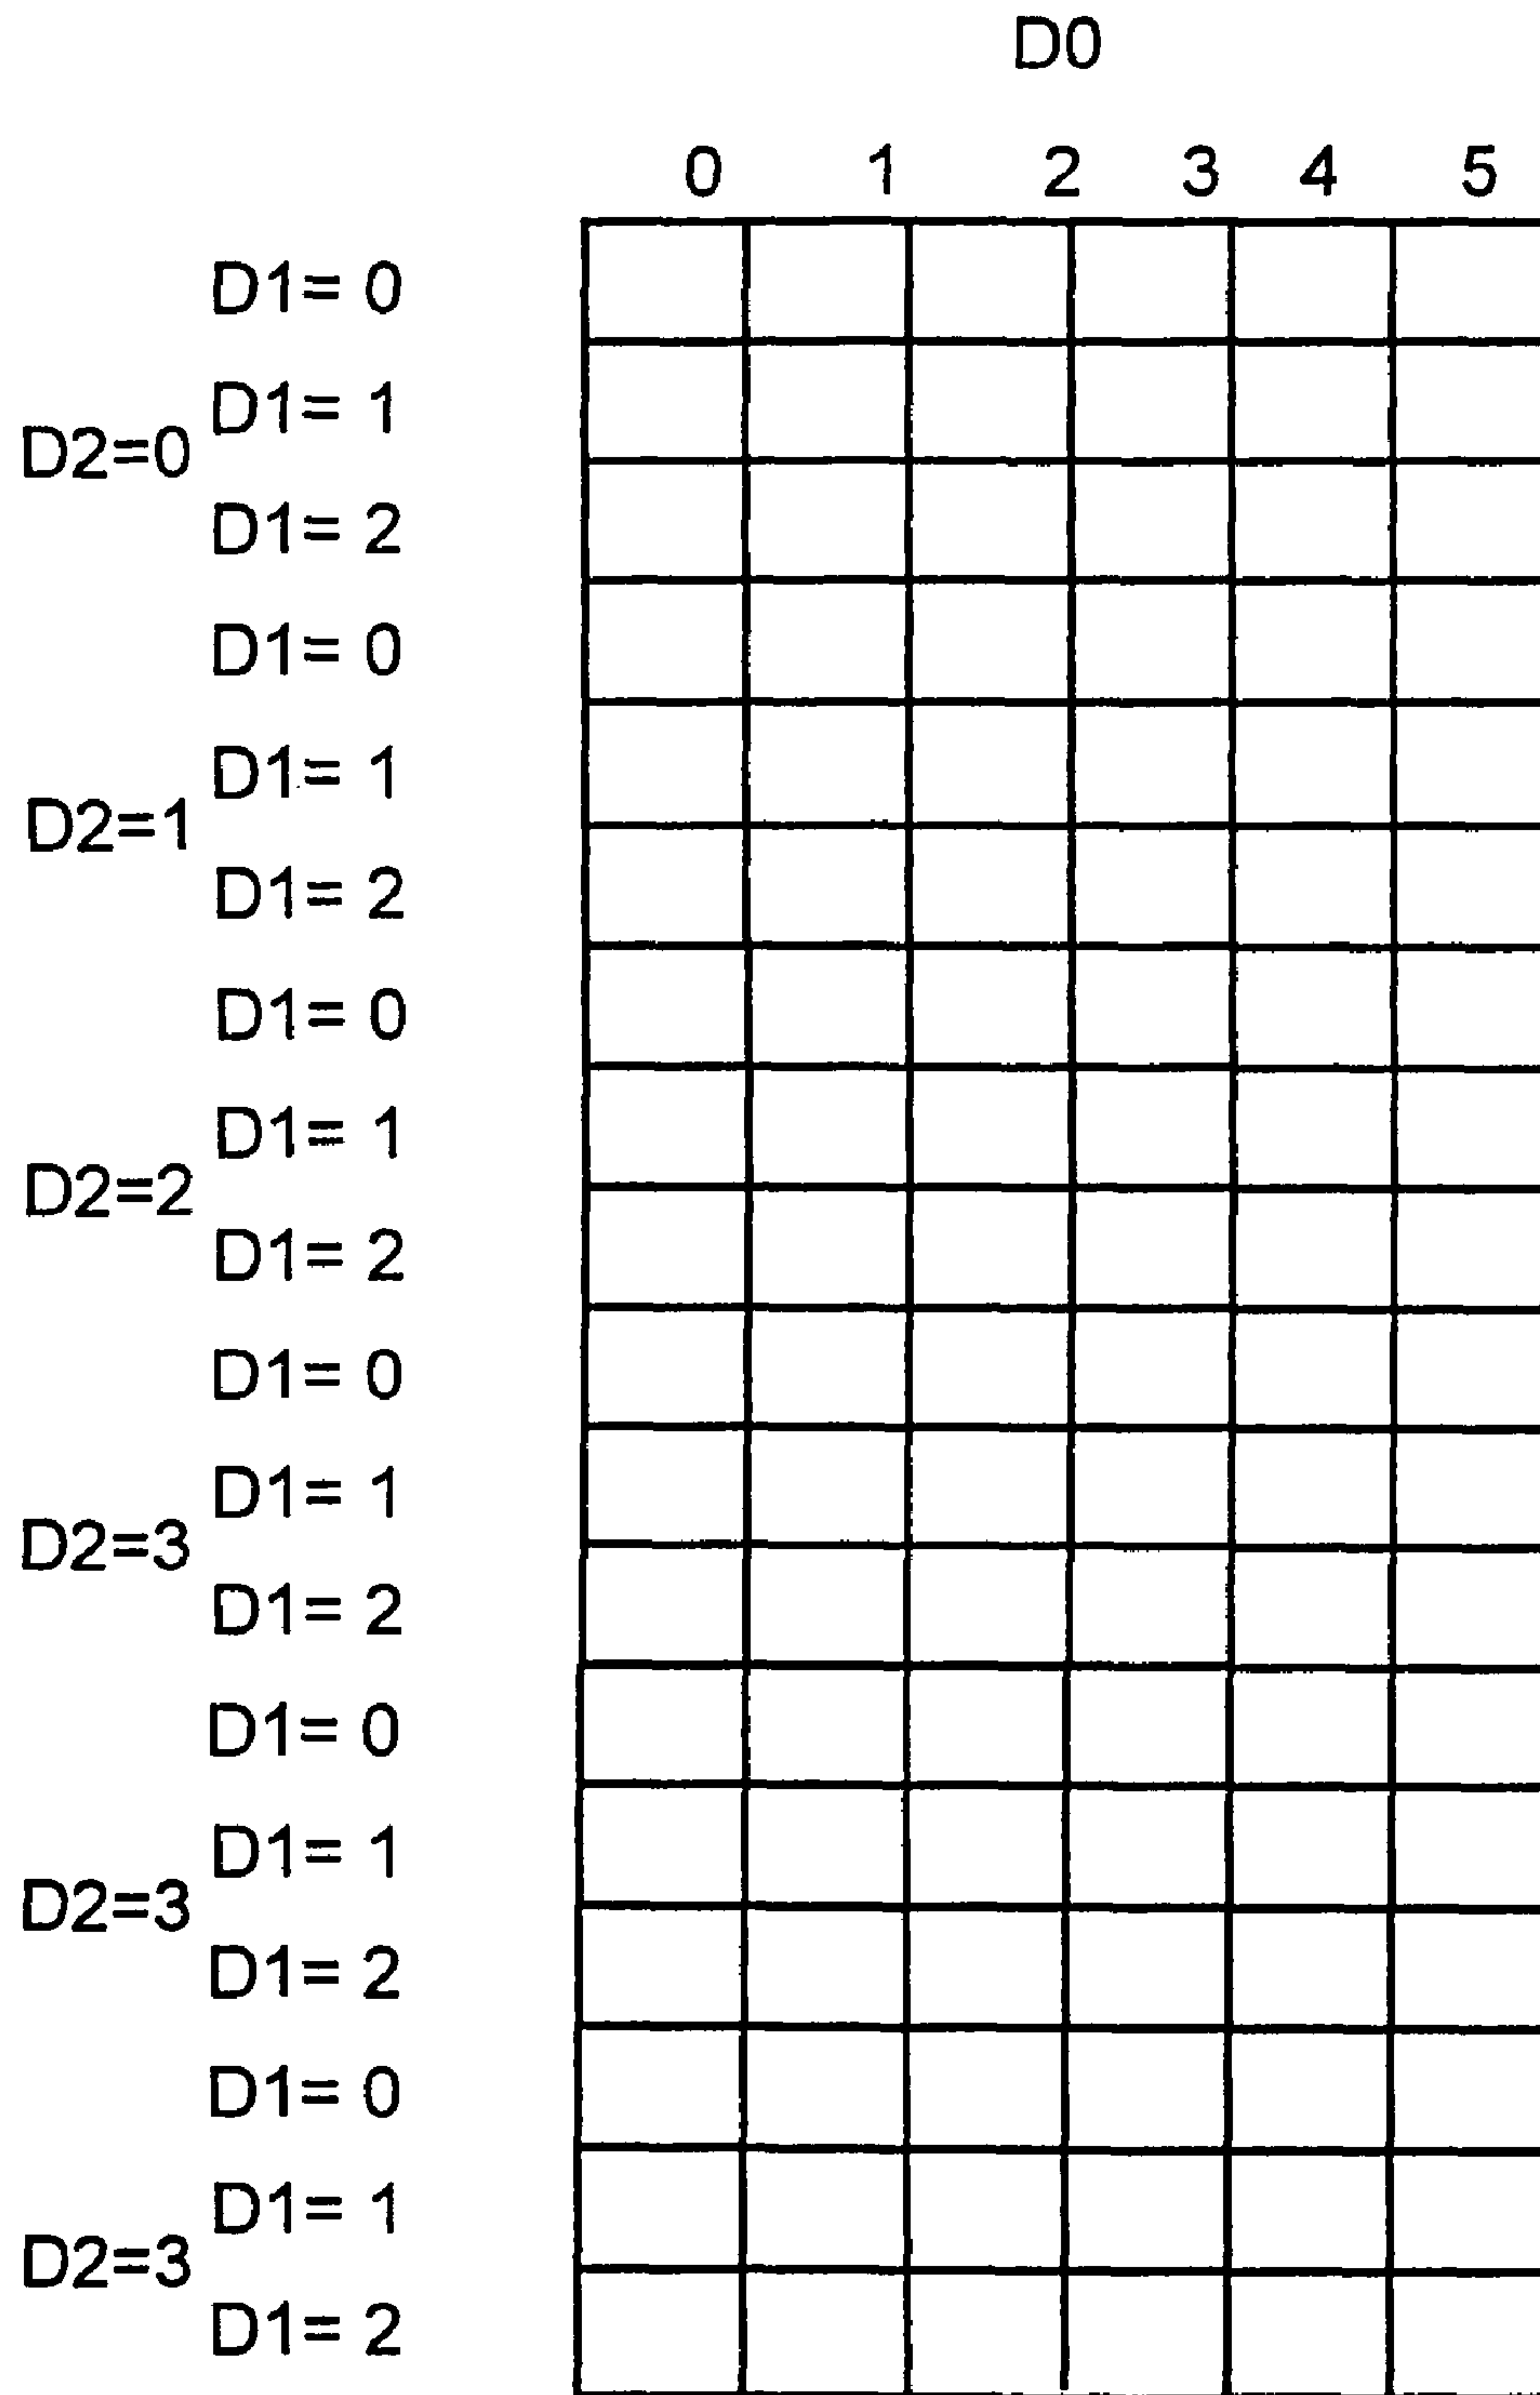 D0
0 1 2 3 4 5
D1= 0
D1= 1
D2=0
D1= 2
D1= 0
D1= 1
D2=1
D1= 2
D1= 0
D1= 1
D2=2
D1= 2
D1= 0
D1= 1
D2=3
D1= 2
D1= 0
D1= 1
D2=3
D1= 2
D1= 0
D1= 1
D2=3
D1= 2